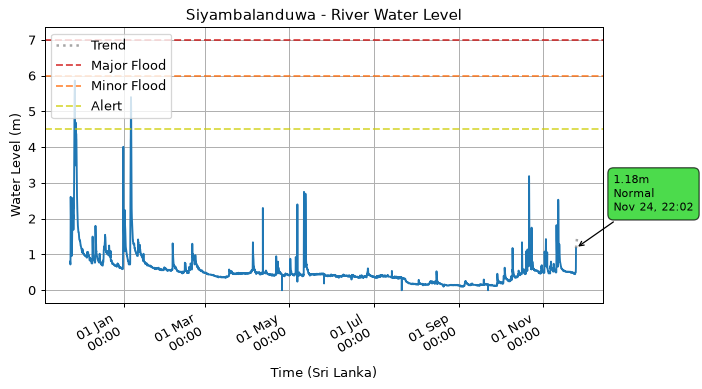 Siyambalanduwa - River Water Level
Trend
Major Flood
Minor Flood
Alert
1.18m
Normal
Nov 24, 22:02
Water Level (m)
7
6
5
4
3
2
1
0
01 Jan
00:00
01 Mar
00:00
01 May
00:00
01 Jul
00:00
01 Sep
00:00
01 Nov
00:00
Time (Sri Lanka)